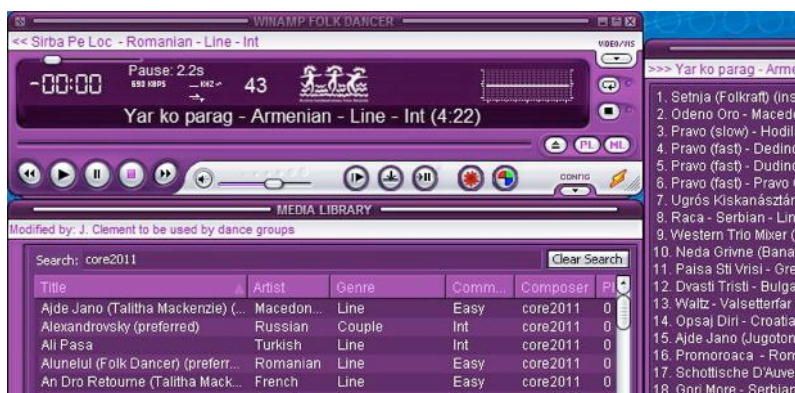 WINAMP FOLK DANCER
<< Sirba Pe Loc - Romanian - Line - Int
VIDEO/VIS
-00:00
Pause: 2.2s
KBPS
KHZ
43
Yar ko parag - Armenian - Line - Int (4:22)
PL
ML
CONFIG
MEDIA LIBRARY
Modified by: J. Clement to be used by dance groups
Search: core2011
Clear Search
Title Artist Genre Comm... Composer Pl
Ajde Jano (Talitha Mackenzie) (... Macedon... Line Easy core2011 0
Alexandrovsky (preferred) Russian Couple Int core2011 0
Ali Pasa Turkish Line Int core2011 0
Alunelul (Folk Dancer) (preferr... Romanian Line Easy core2011 0
An Dro Retourne (Talitha Mack... French Line Easy core2011 0
>>> Yar ko parag - Arme
1. Setnja (Folkraft) (ins
2. Odeno Oro - Macedo
3. Pravo (slow) - Hodil
4. Pravo (fast) - Dedino
5. Pravo (fast) - Dudino
6. Pravo (fast) - Pravo
7. Ugrós Kiskanásztán
8. Raca - Serbian - Lin
9. Western Trio Mixer (
10. Neda Grivne (Bana
11. Paisa Sti Vrisi - Gre
12. Dvasti Tristi - Bulga
13. Waltz - Valsetterfar
14. Opsaj Diri - Croatia
15. Ajde Jano (Jugoton
16. Promoroaca - Rom
17. Schottische D'Auve
18. Gori More - Serbian